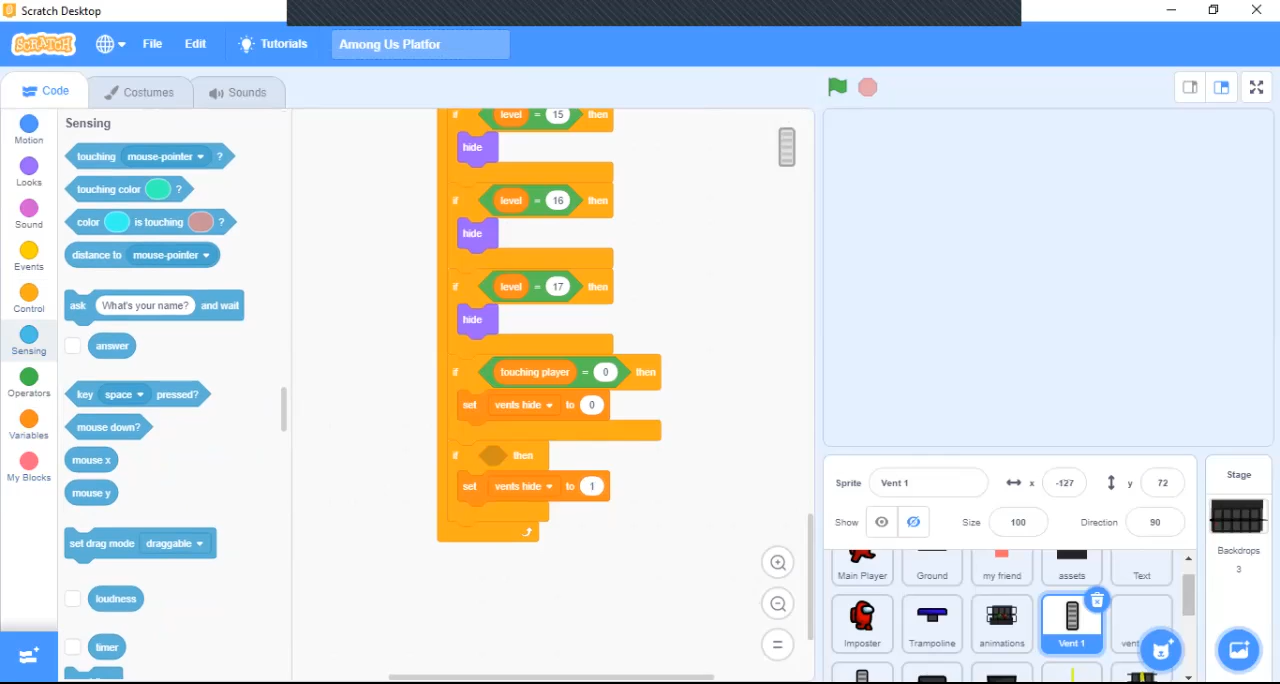 Scratch Desktop
SCRATCH File Edit Tutorials Among Us Platfor
Code Costumes Sounds
Motion
Looks
Sound
Events
Control
Sensing
Operators
Variables
My Blocks
Sensing
touching mouse-pointer ?
touching color ?
color is touching ?
distance to mouse-pointer
ask What's your name? and wait
answer
key space pressed?
mouse down?
mouse x
mouse y
set drag mode draggable
loudness
timer
if level = 15 then
hide
if level = 16 then
hide
if level = 17 then
hide
if touching player = 0 then
set vents hide to 0
if then
set vents hide to 1
Sprite Vent 1 x -127 y 72
Show Size 100 Direction 90
Main Player Ground my friend assets Text
Imposter Trampoline animations Vent 1 vent
Stage
Backdrops
3